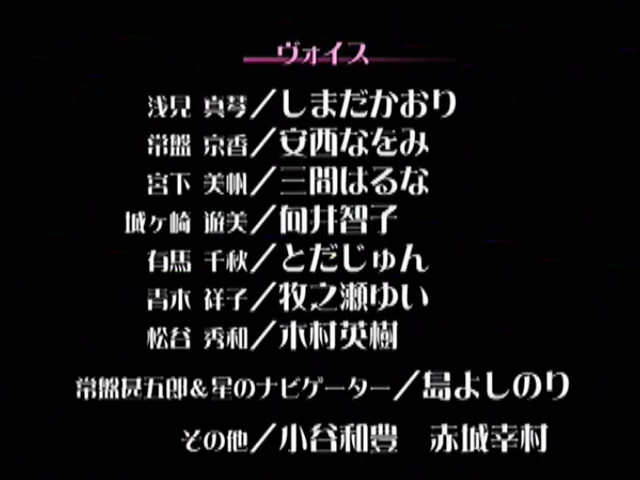 ヴォイス
浅見 真琴／しまだかおり
常盤 京香／安西なをみ
宮下 美帆／三間はるな
城ヶ崎 遊美／向井智子
有馬 千秋／とだじゅん
青木 祥子／牧之瀬ゆい
松谷 秀和／木村英樹
常盤甚五郎＆星のナビゲーター／島よしのり
その他／小谷和豊　赤城幸村